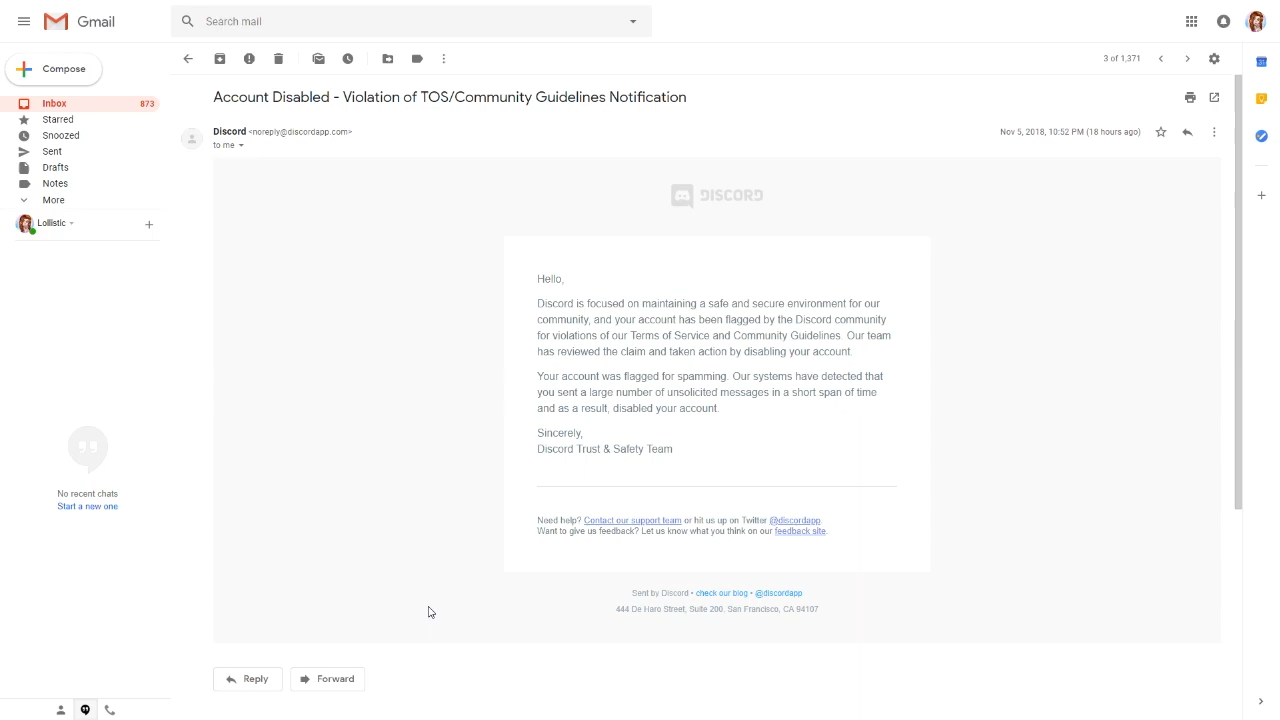 Gmail
Search mail
Compose
3 of 1,371
Inbox 873
Starred
Snoozed
Sent
Drafts
Notes
More
Lollistic
No recent chats
Start a new one
Account Disabled - Violation of TOS/Community Guidelines Notification
Discord <noreply@discordapp.com>
Nov 5, 2018, 10:52 PM (18 hours ago)
to me
DISCORD
Hello,
Discord is focused on maintaining a safe and secure environment for our
community, and your account has been flagged by the Discord community
for violations of our Terms of Service and Community Guidelines. Our team
has reviewed the claim and taken action by disabling your account.
Your account was flagged for spamming. Our systems have detected that
you sent a large number of unsolicited messages in a short span of time
and as a result, disabled your account.
Sincerely,
Discord Trust & Safety Team
Need help? Contact our support team or hit us up on Twitter @discordapp.
Want to give us feedback? Let us know what you think on our feedback site.
Sent by Discord • check our blog • @discordapp
444 De Haro Street, Suite 200. San Francisco, CA 94107
Reply
Forward